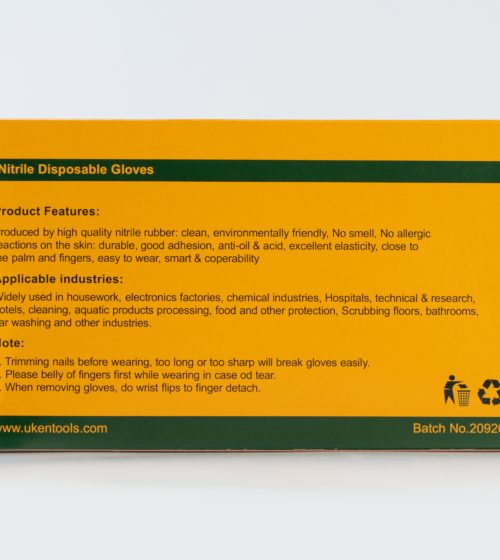 Nitrile Disposable Gloves
Product Features:
roduced by high quality nitrile rubber: clean, environmentally friendly, No smell, No allergic
eactions on the skin: durable, good adhesion, anti-oil & acid, excellent elasticity, close to
he palm and fingers, easy to wear, smart & coperability
Applicable industries:
Widely used in housework, electronics factories, chemical industries, Hospitals, technical & research,
otels, cleaning, aquatic products processing, food and other protection, Scrubbing floors, bathrooms,
ar washing and other industries.
Note:
. Trimming nails before wearing, too long or too sharp will break gloves easily.
. Please belly of fingers first while wearing in case od tear.
. When removing gloves, do wrist flips to finger detach.
www.ukentools.com
Batch No.2092